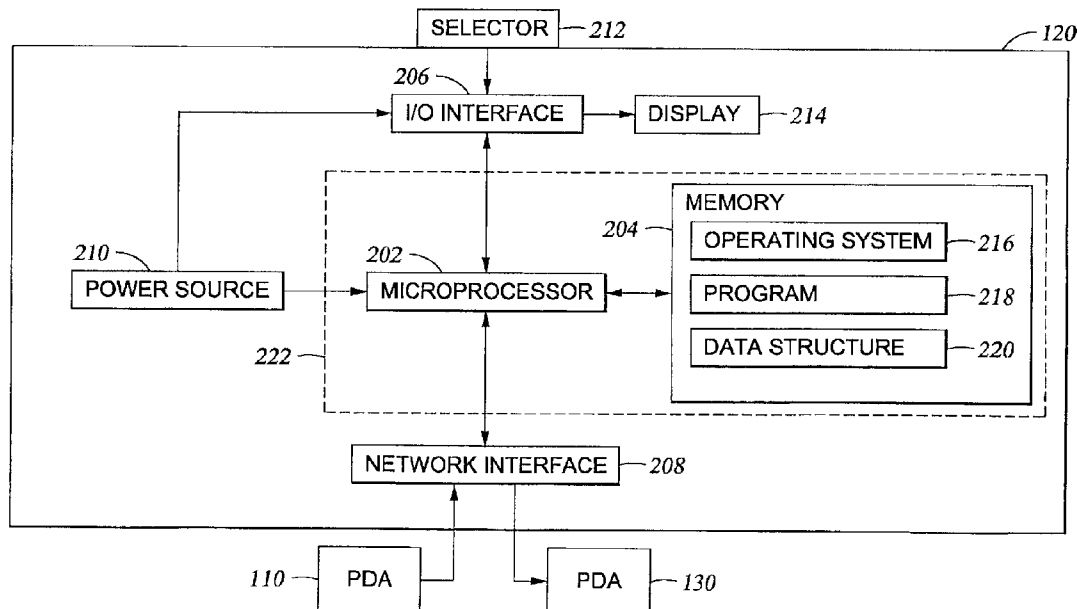 SELECTOR 212
120
206
I/O INTERFACE
DISPLAY 214
MEMORY
204
OPERATING SYSTEM 216
210
POWER SOURCE
202
MICROPROCESSOR
PROGRAM 218
DATA STRUCTURE 220
222
NETWORK INTERFACE 208
110 PDA
PDA 130